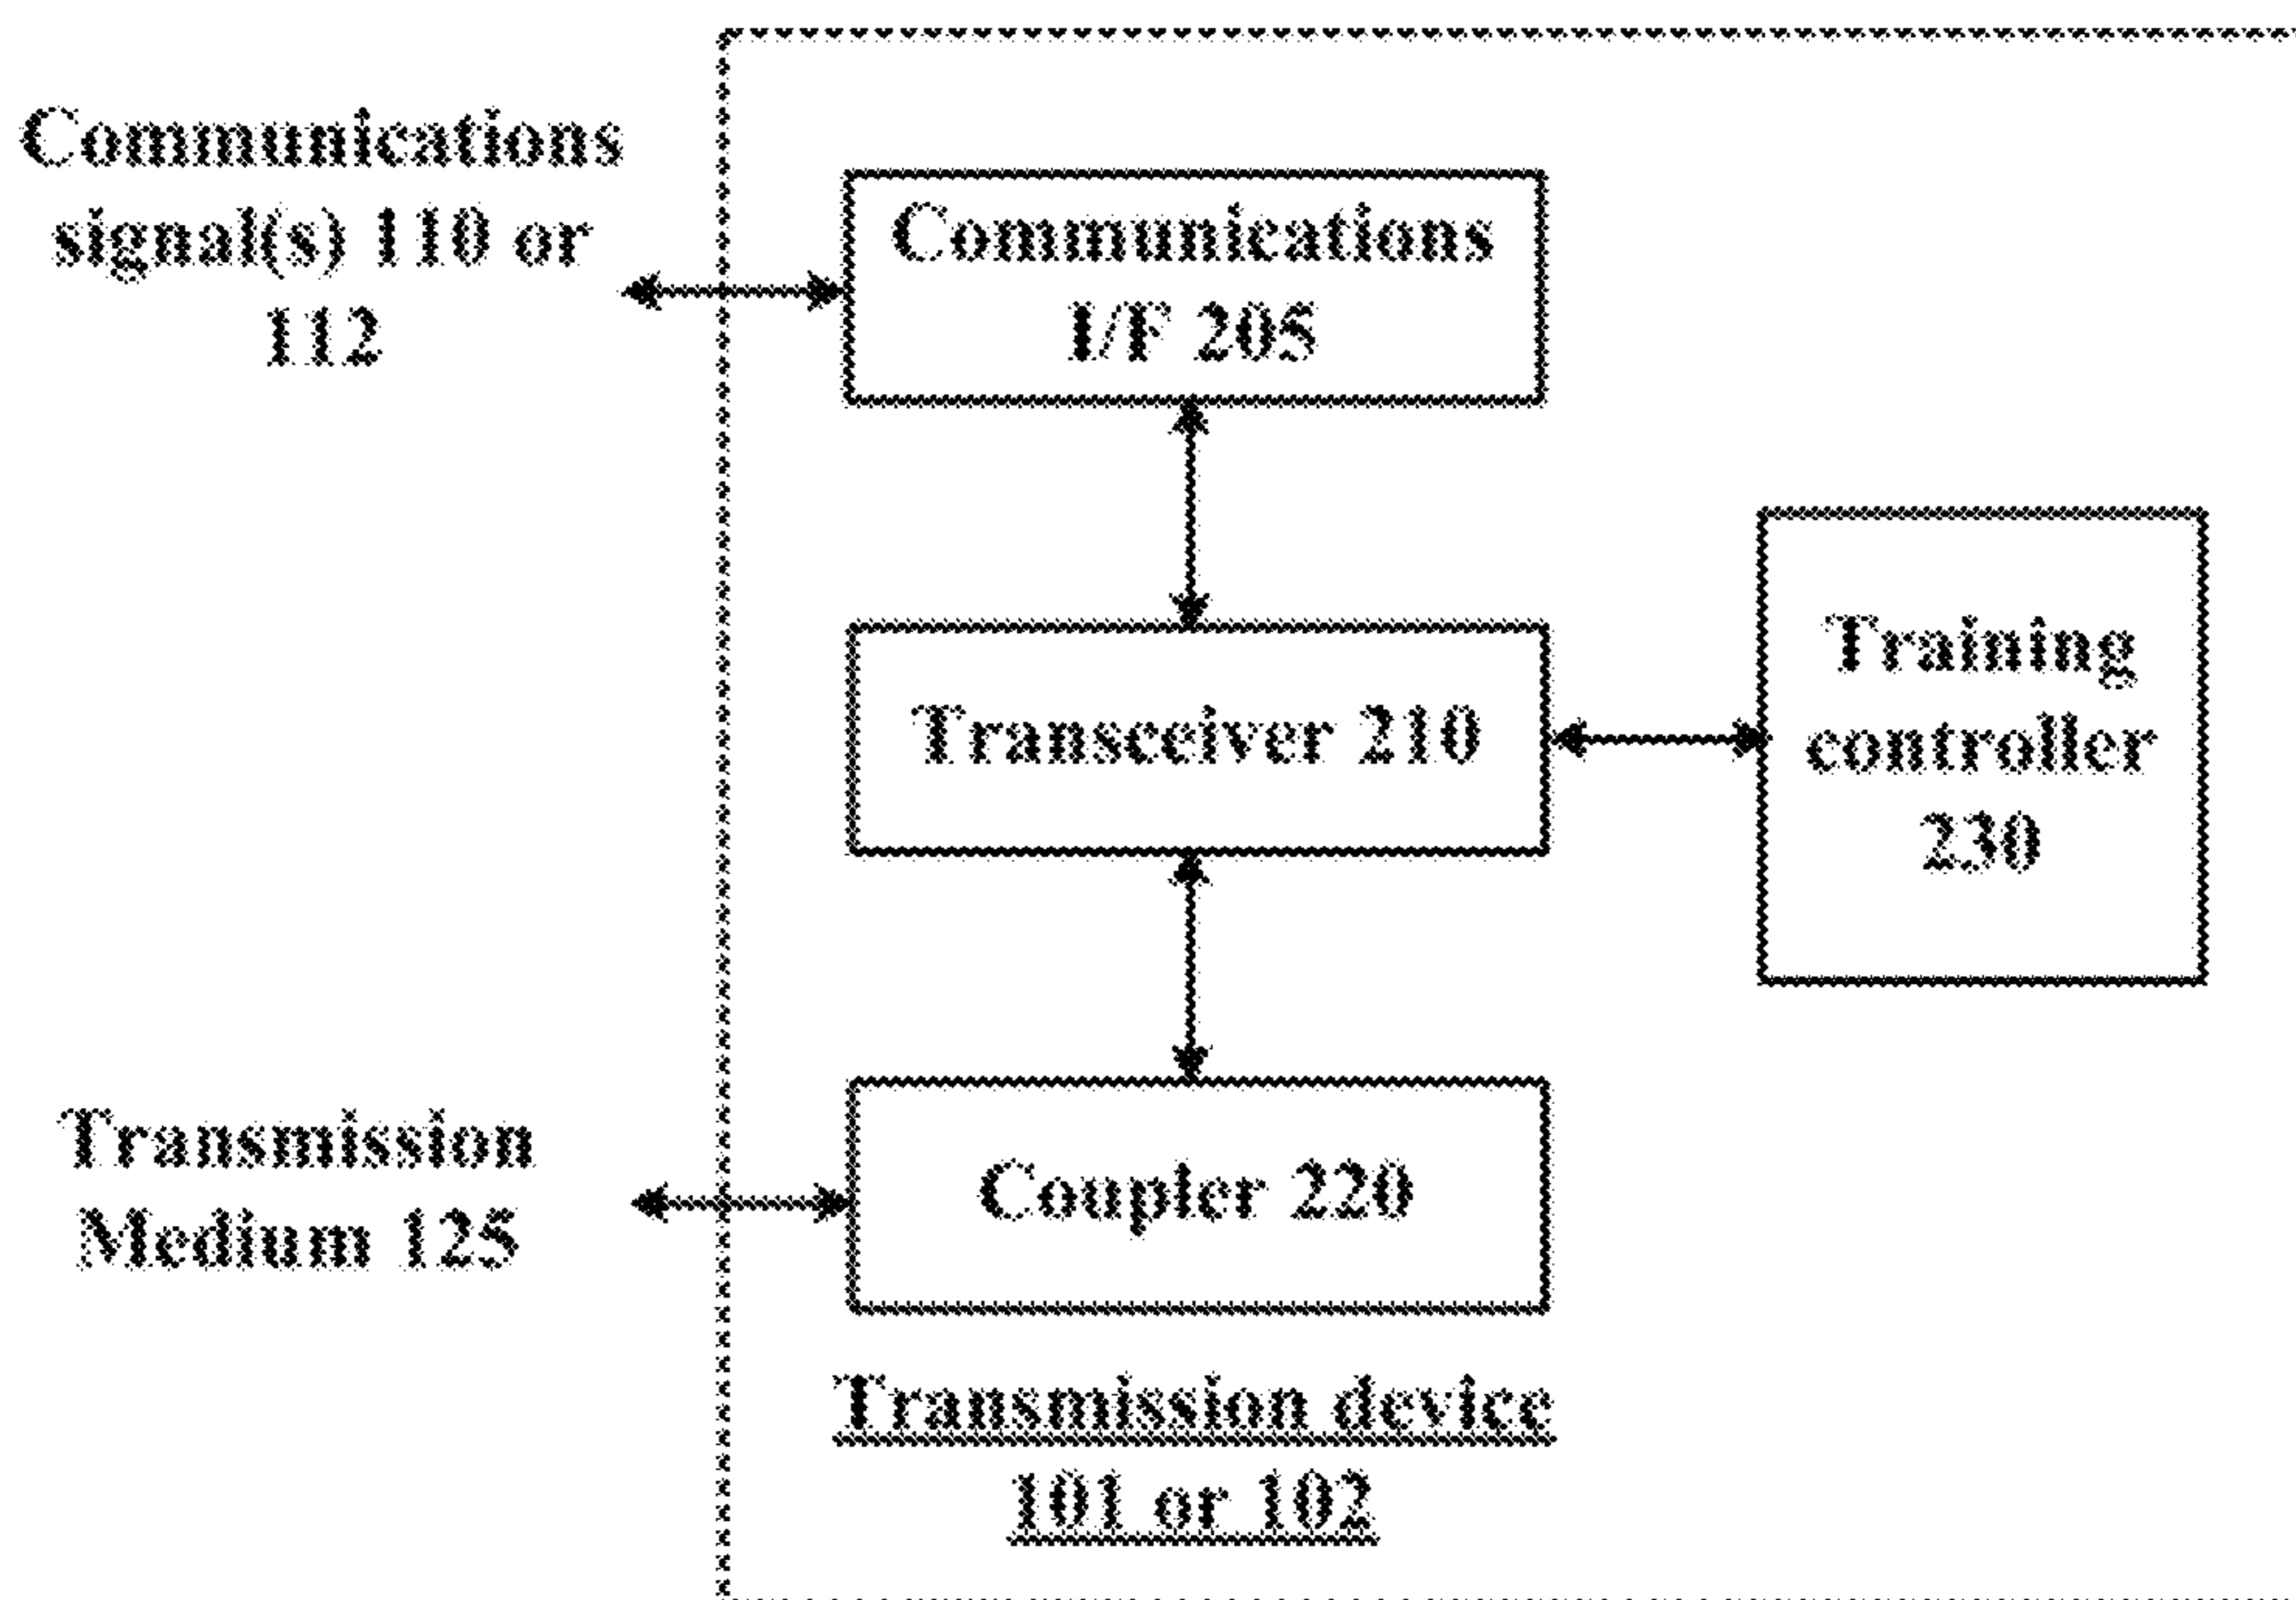 Communications
signal(s) 110 or
112
Communications
I/F 205
Transceiver 210
Training
controller
230
Transmission
Medium 125
Coupler 220
Transmission device
101 or 102